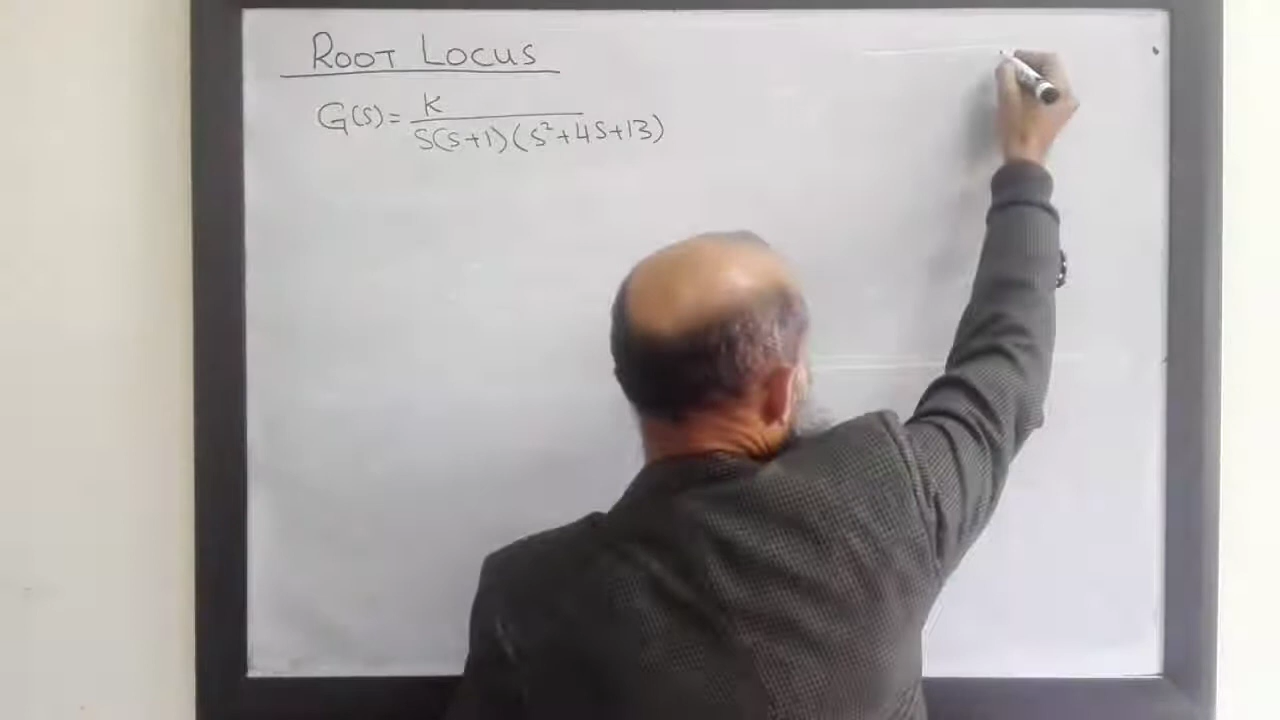 ROOT LOCUS
G(s) = K / S(S+1)(S²+4S+13)